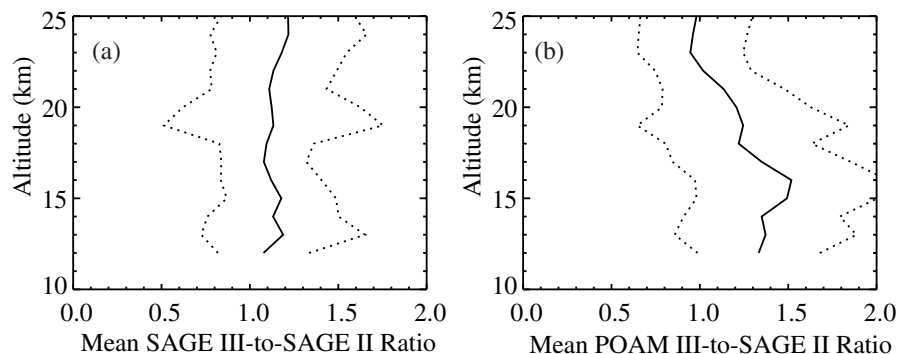 25
20
15
10
Altitude (km)
(a)
0.0 0.5 1.0 1.5 2.0
Mean SAGE III-to-SAGE II Ratio
25
20
15
10
Altitude (km)
(b)
0.0 0.5 1.0 1.5 2.0
Mean POAM III-to-SAGE II Ratio